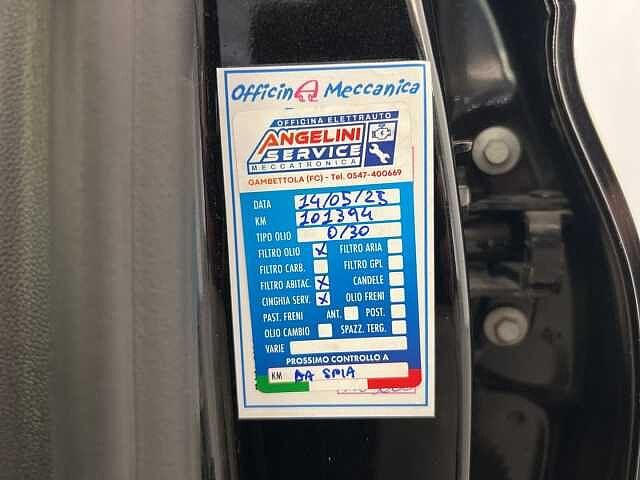 Officina Meccanica
OFFICINA ELETTRAUTO
ANGELINI
SERVICE
MECCATRONICA
GAMBETTOLA (FC) - Tel. 0547-400669
DATA 14/05/25
KM 101394
TIPO OLIO 0/30
FILTRO OLIO X FILTRO ARIA
FILTRO CARB. FILTRO GPL
FILTRO ABITAC. X CANDELE
CINGHIA SERV. X OLIO FRENI
PAST. FRENI ANT. POST.
OLIO CAMBIO SPAZZ. TERG.
VARIE
PROSSIMO CONTROLLO A
KM DA SPIA